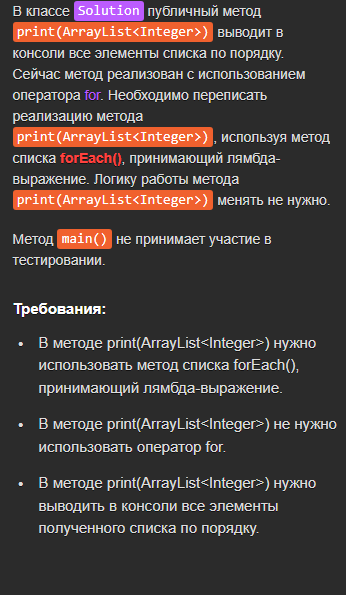 В классе Solution публичный метод
print(ArrayList<Integer>) выводит в
консоли все элементы списка по порядку.
Сейчас метод реализован с использованием
оператора for. Необходимо переписать
реализацию метода
print(ArrayList<Integer>), используя метод
списка forEach(), принимающий лямбда-
выражение. Логику работы метода
print(ArrayList<Integer>) менять не нужно.
Метод main() не принимает участие в
тестировании.
Требования:
• В методе print(ArrayList<Integer>) нужно
использовать метод списка forEach(),
принимающий лямбда-выражение.
• В методе print(ArrayList<Integer>) не нужно
использовать оператор for.
• В методе print(ArrayList<Integer>) нужно
выводить в консоли все элементы
полученного списка по порядку.